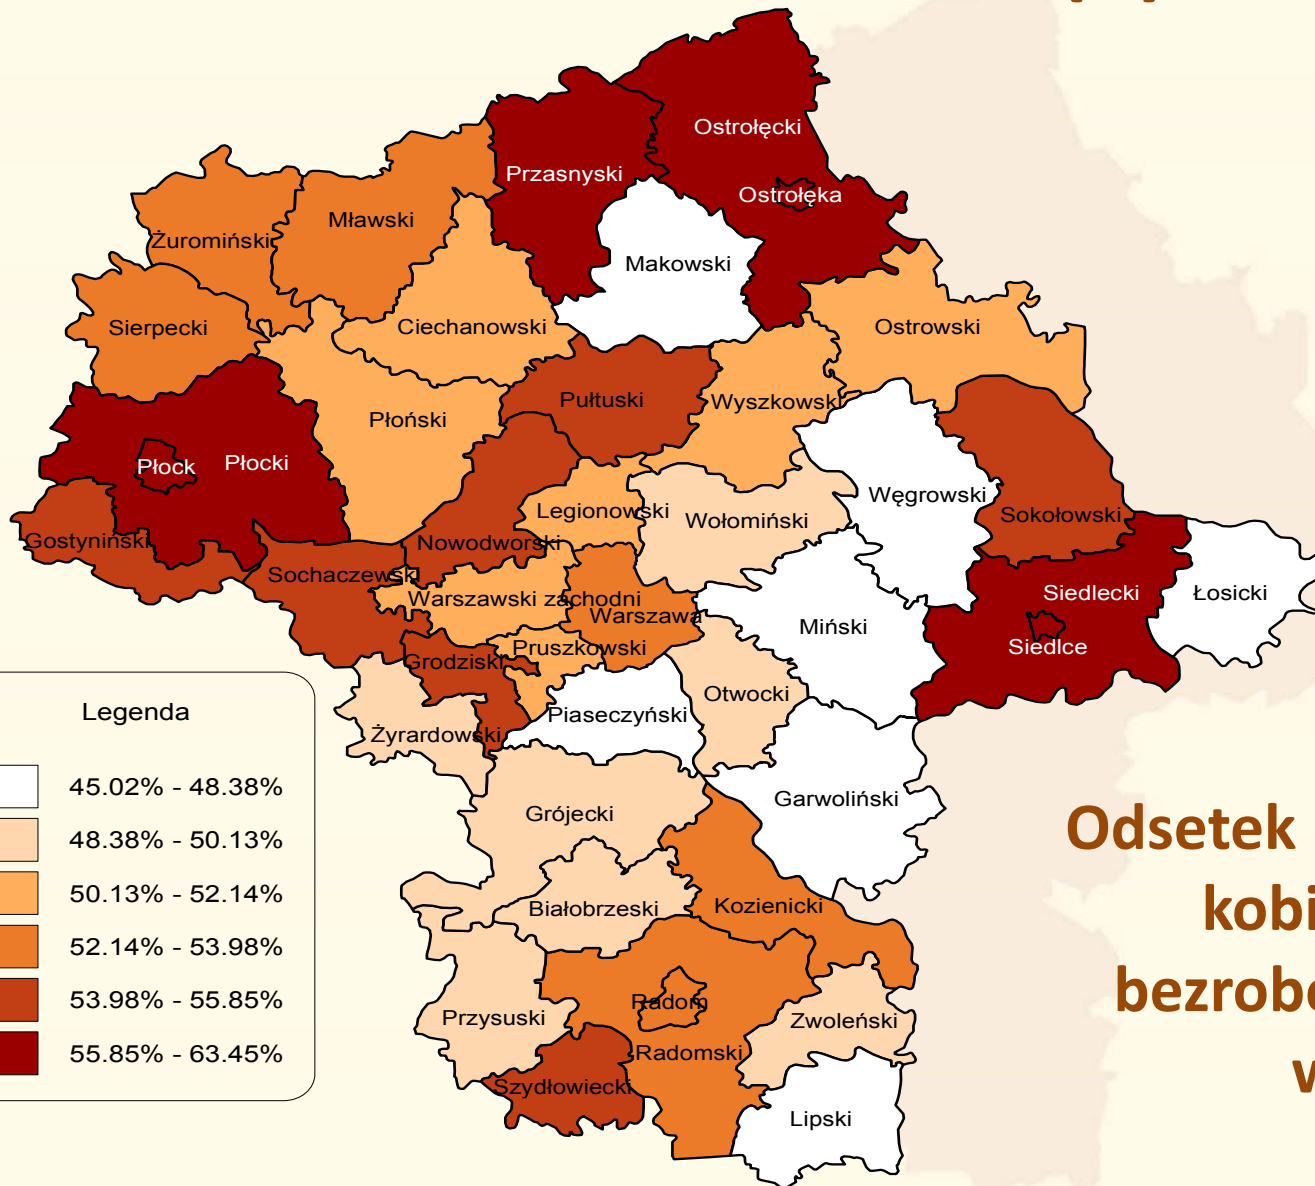 Ostrołęcki
Przasnyski
Ostrołęka
Mławski
Żuromiński
Makowski
Sierpecki
Ciechanowski
Ostrowski
Pułtuski
Wyszkowski
Płoński
Płock
Płocki
Węgrowski
Legionowski
Wołomiński
Sokołowski
Gostyniński
Nowodworski
Sochaczewski
Siedlecki
Łosicki
Warszawski zachodni
Warszawa
Miński
Siedlce
Pruszkowski
Grodziski
Otwocki
Piaseczyński
Żyrardowski
Garwoliński
Grójecki
Białobrzeski
Kozienicki
Przysuski
Radom
Zwoleński
Radomski
Szydłowiecki
Lipski
Legenda
45.02% - 48.38%
48.38% - 50.13%
50.13% - 52.14%
52.14% - 53.98%
53.98% - 55.85%
55.85% - 63.45%
Odsetek